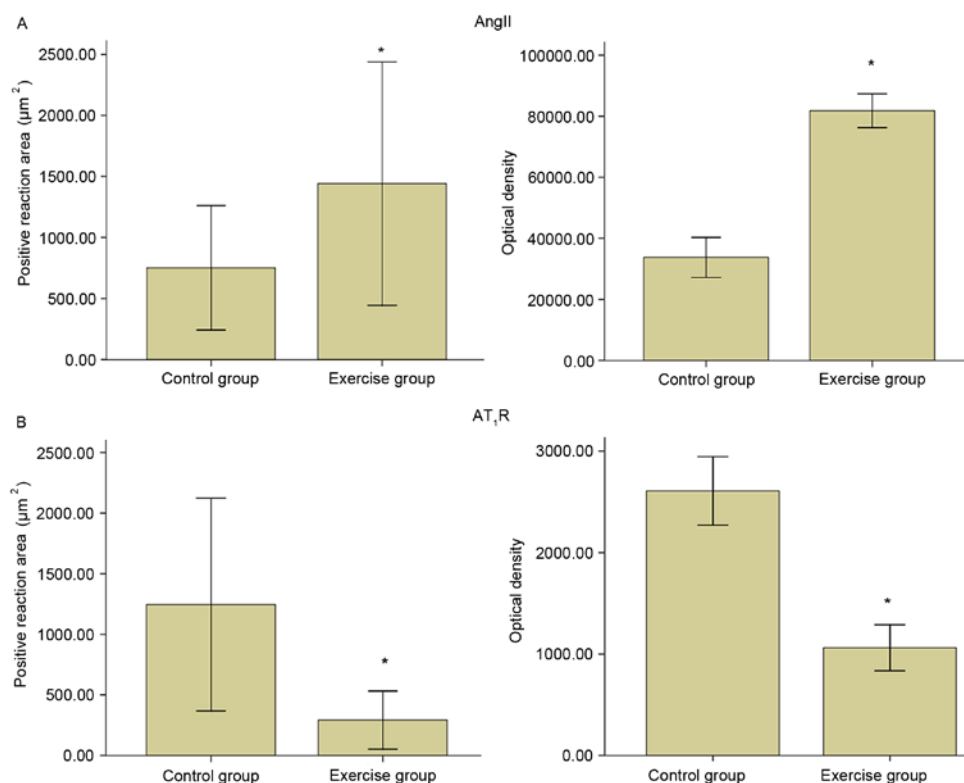 A
AngII
Positive reaction area (µm²)
2500.00
2000.00
1500.00
1000.00
500.00
0.00
Control group
Exercise group
*
Optical density
100000.00
80000.00
60000.00
40000.00
20000.00
0.00
Control group
Exercise group
*
B
AT₁R
Positive reaction area (µm²)
2500.00
2000.00
1500.00
1000.00
500.00
0.00
Control group
Exercise group
*
Optical density
3000.00
2000.00
1000.00
0.00
Control group
Exercise group
*